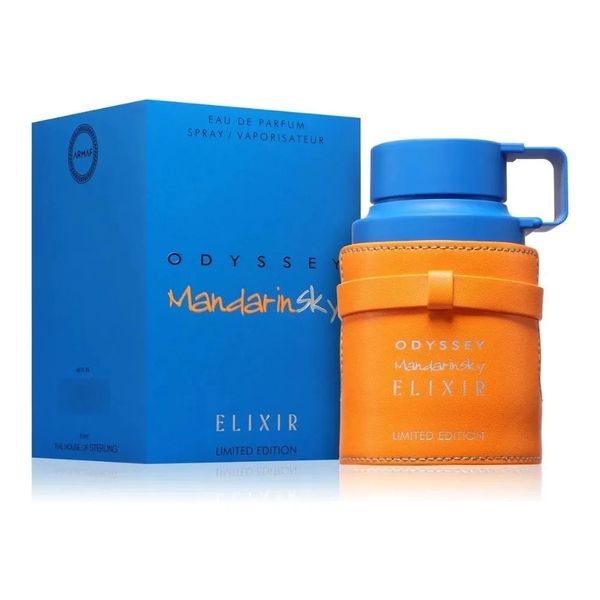 ARMAF
EAU DE PARFUM
SPRAY / VAPORISATEUR
ODYSSEY
MandarinSky
ELIXIR
LIMITED EDITION
"THE HOUSE OF STERLING"
ODYSSEY
MandarinSky
ELIXIR
LIMITED EDITION